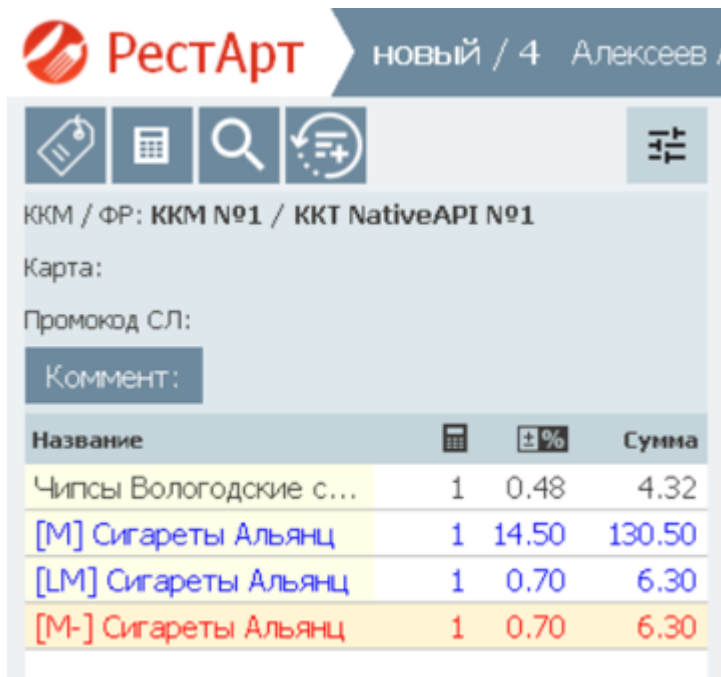 РестАрт новый / 4 Алексеев
ККМ / ФР: ККМ №1 / ККТ NativeAPI №1
Карта:
Промокод СЛ:
Коммент:
Название ±% Сумма
Чипсы Вологодские с... 1 0.48 4.32
[M] Сигареты Альянц 1 14.50 130.50
[LM] Сигареты Альянц 1 0.70 6.30
[M-] Сигареты Альянц 1 0.70 6.30